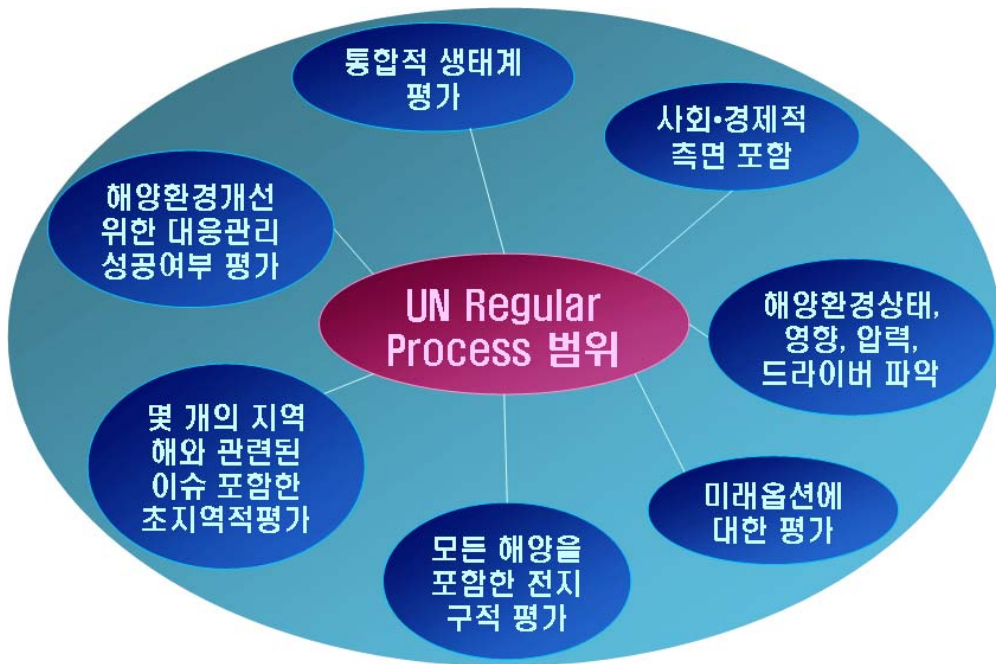 통합적 생태계
평가
사회•경제적
측면 포함
해양환경개선
위한 대응관리
성공여부 평가
UN Regular
Process 범위
해양환경상태,
영향, 압력,
드라이버 파악
몇 개의 지역
해와 관련된
이슈 포함한
초지역적평가
미래옵션에
대한 평가
모든 해양을
포함한 전지
구적 평가